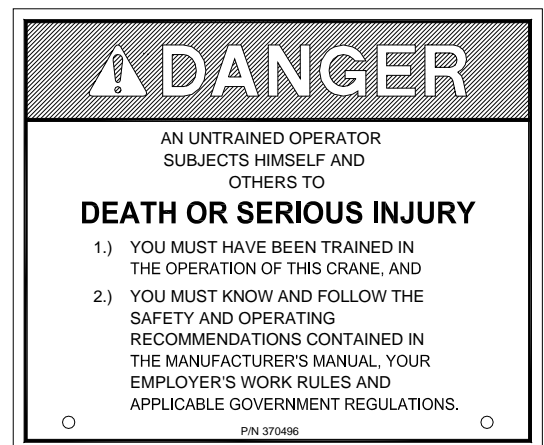 DANGER
AN UNTRAINED OPERATOR
SUBJECTS HIMSELF AND
OTHERS TO
DEATH OR SERIOUS INJURY
1.) YOU MUST HAVE BEEN TRAINED IN
THE OPERATION OF THIS CRANE, AND
2.) YOU MUST KNOW AND FOLLOW THE
SAFETY AND OPERATING
RECOMMENDATIONS CONTAINED IN
THE MANUFACTURER'S MANUAL, YOUR
EMPLOYER'S WORK RULES AND
APPLICABLE GOVERNMENT REGULATIONS.
P/N 370496